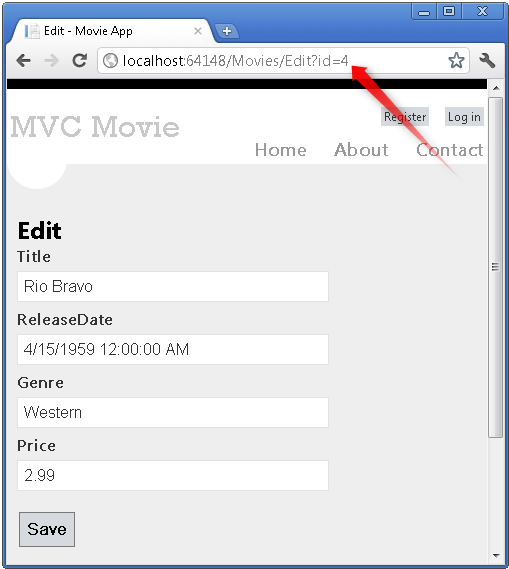 Edit - Movie App
localhost:64148/Movies/Edit?id=4
Register Log in
MVC Movie
Home About Contact
Edit
Title
Rio Bravo
ReleaseDate
4/15/1959 12:00:00 AM
Genre
Western
Price
2.99
Save